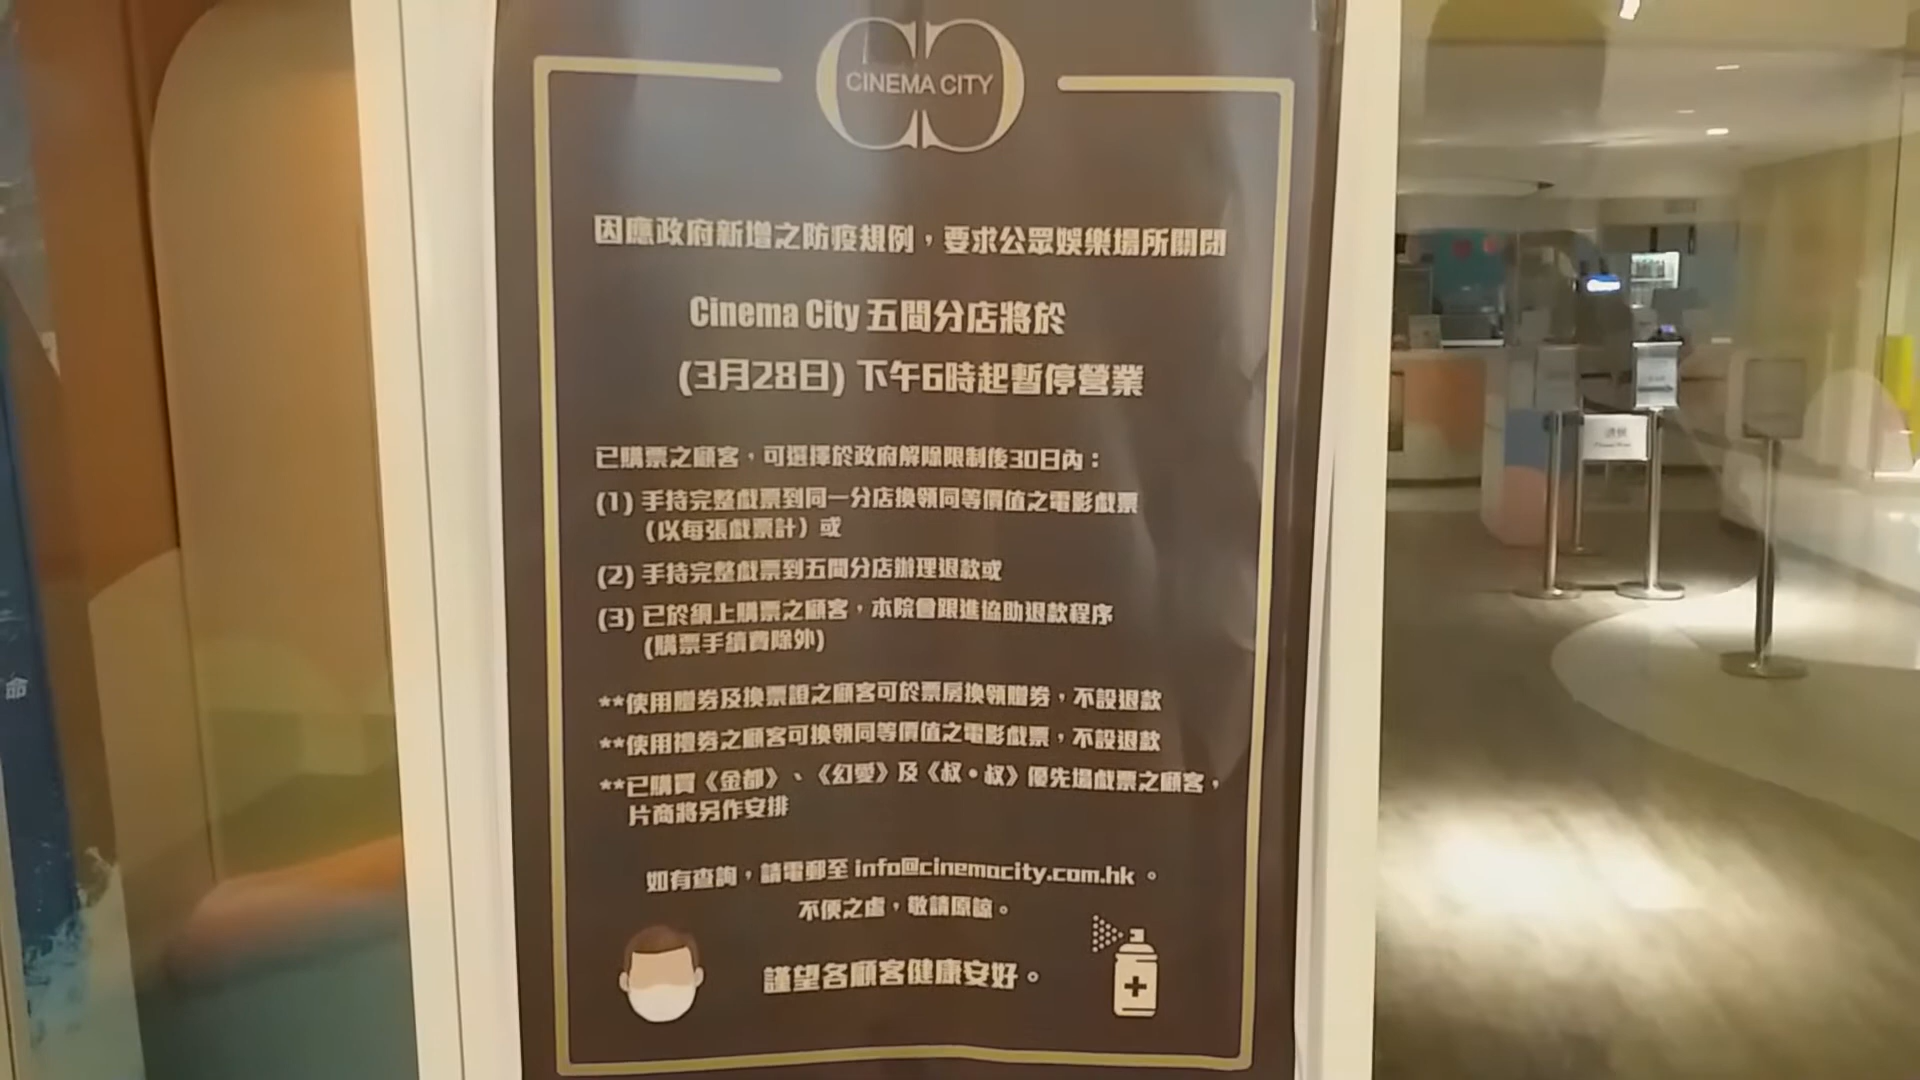 CINEMA CITY
因應政府新增之防疫規例，要求公眾娛樂場所關閉
Cinema City 五間分店將於
(3月28日) 下午6時起暫停營業
已購票之顧客，可選擇於政府解除限制後30日內：
(1) 手持完整戲票到同一分店換領同等價值之電影戲票
（以每張戲票計）或
(2) 手持完整戲票到五間分店辦理退款或
(3) 已於網上購票之顧客，本院會跟進協助退款程序
(購票手續費除外)
**使用贈券及換票證之顧客可於票房換領贈券，不設退款
**使用禮券之顧客可換領同等價值之電影戲票，不設退款
**已購買《金都》、《幻愛》及《叔•叔》優先場戲票之顧客，
片商將另作安排
如有查詢，請電郵至 info@cinemacity.com.hk 。
不便之處，敬請原諒。
謹望各顧客健康安好。
命